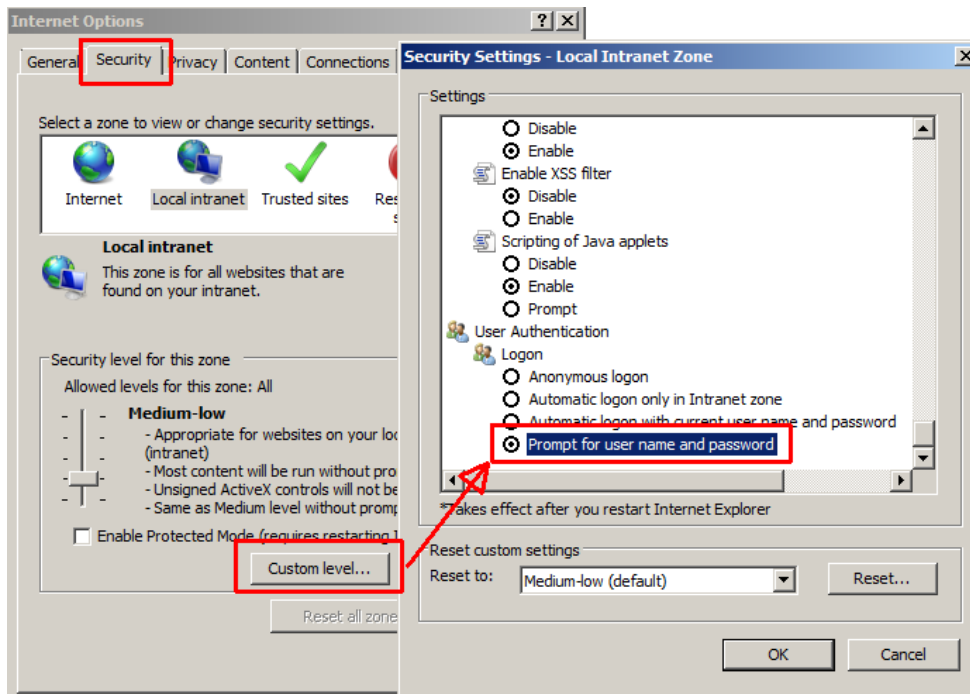 Internet Options
General
Security
Privacy
Content
Connections
Select a zone to view or change security settings.
Internet
Local intranet
Trusted sites
Local intranet
This zone is for all websites that are
found on your intranet.
Security level for this zone
Allowed levels for this zone: All
Medium-low
- Appropriate for websites on your
(intranet)
- Most content will be run without
- Unsigned ActiveX controls will not be
- Same as Medium level without
Enable Protected Mode (requires restarting
Custom level...
Reset all
Security Settings - Local Intranet Zone
Settings
Disable
Enable
Enable XSS filter
Disable
Enable
Scripting of Java applets
Disable
Enable
Prompt
User Authentication
Logon
Anonymous logon
Automatic logon only in Intranet zone
Automatic logon with current user name and password
Prompt for user name and password
*Takes effect after you restart Internet Explorer
Reset custom settings
Reset to:
Medium-low (default)
Reset...
OK
Cancel